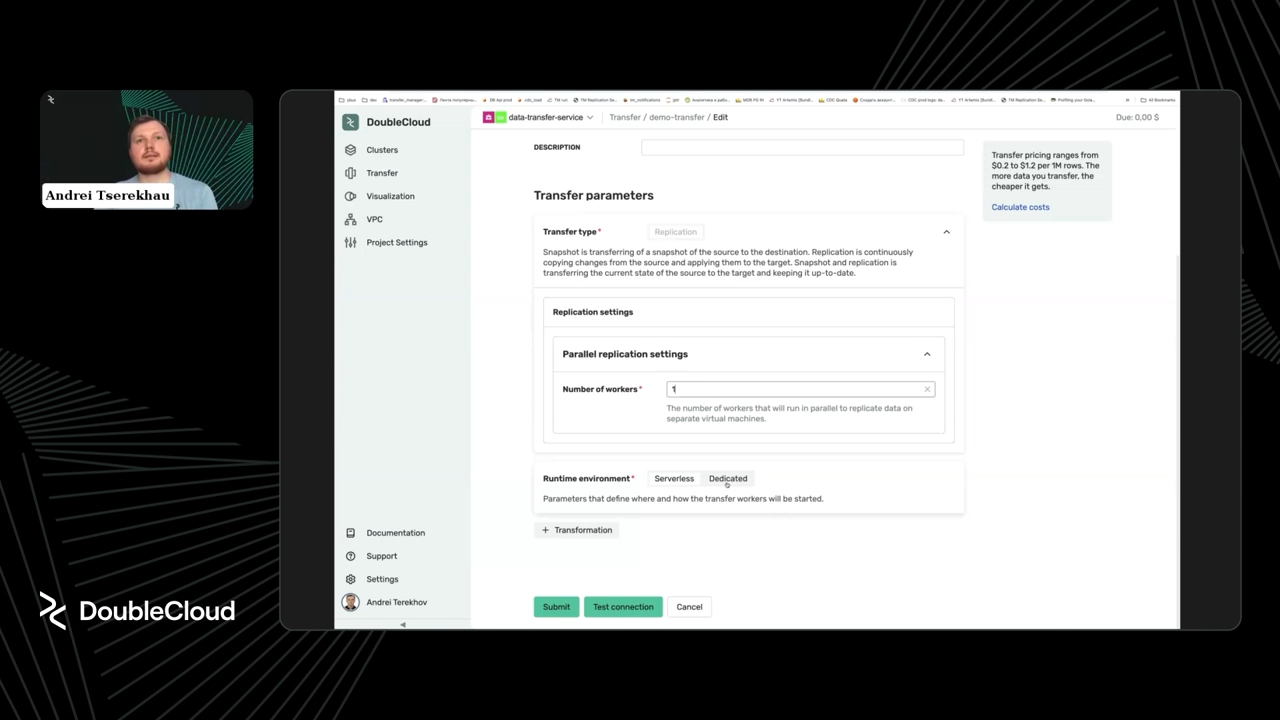 Andrei Tserekhau
DoubleCloud
DoubleCloud
Clusters
Transfer
Visualization
VPC
Project Settings
Documentation
Support
Settings
Andrei Terekhov
All Bookmarks
data-transfer-service
Transfer / demo-transfer / Edit
Due: 0,00 $
DESCRIPTION
Transfer parameters
Transfer type*
Replication
Snapshot is transferring of a snapshot of the source to the destination. Replication is continuously
copying changes from the source and applying them to the target. Snapshot and replication is
transferring the current state of the source to the target and keeping it up-to-date.
Replication settings
Parallel replication settings
Number of workers*
1
The number of workers that will run in parallel to replicate data on
separate virtual machines.
Runtime environment*
Serverless
Dedicated
Parameters that define where and how the transfer workers will be started.
+ Transformation
Submit
Test connection
Cancel
Transfer pricing ranges from
$0.2 to $1.2 per 1M rows. The
more data you transfer, the
cheaper it gets.
Calculate costs